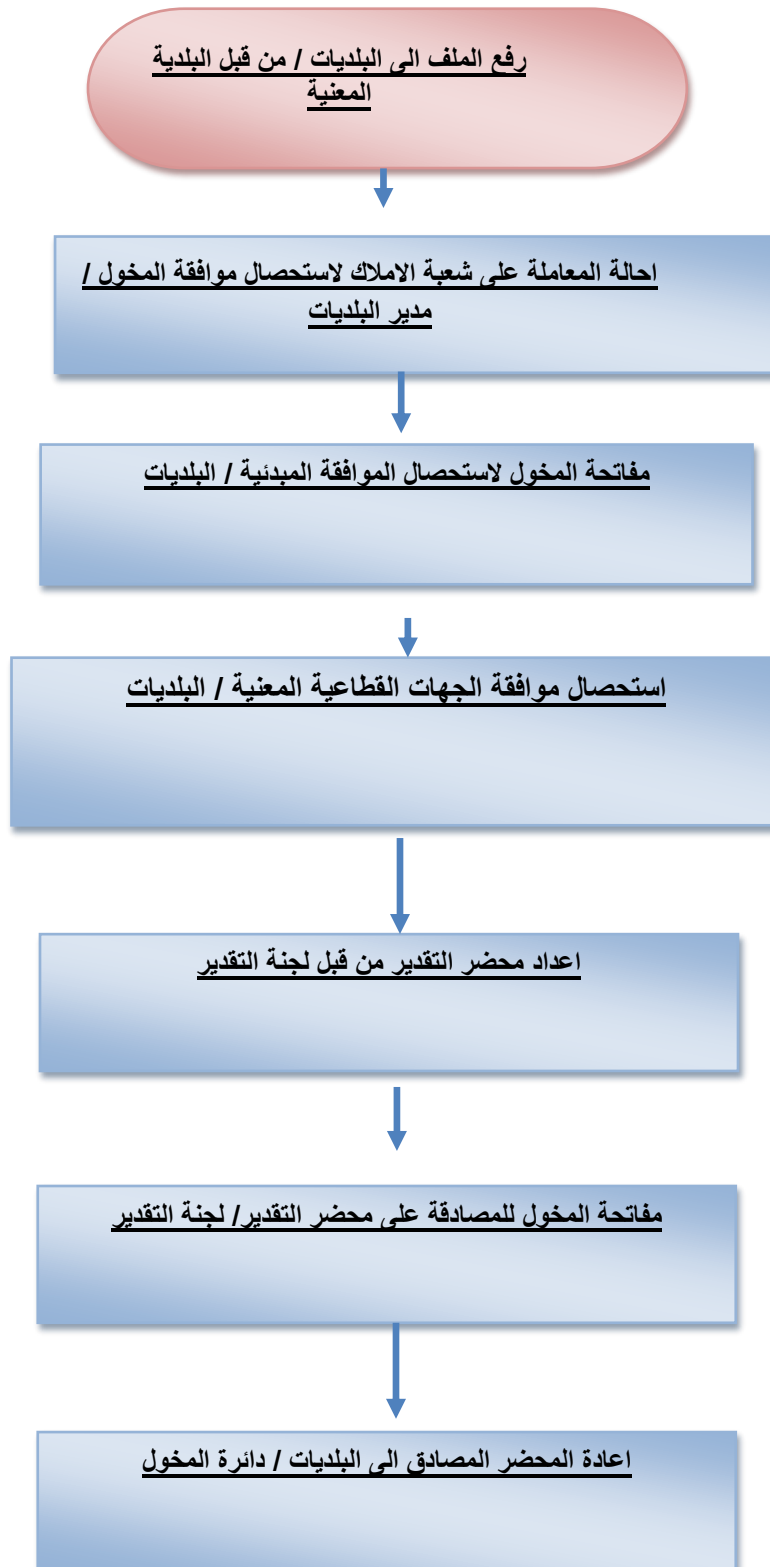 رفع الملف الى البلديات / من قبل البلدية
المعنية
احالة المعاملة على شعبة الاملاك لاستحصال موافقة المخول /
مدير البلديات
مفاتحة المخول لاستحصال الموافقة المبدئية / البلديات
استحصال موافقة الجهات القطاعية المعنية / البلديات
اعداد محضر التقدير من قبل لجنة التقدير
مفاتحة المخول للمصادقة على محضر التقدير/ لجنة التقدير
اعادة المحضر المصادق الى البلديات / دائرة المخول